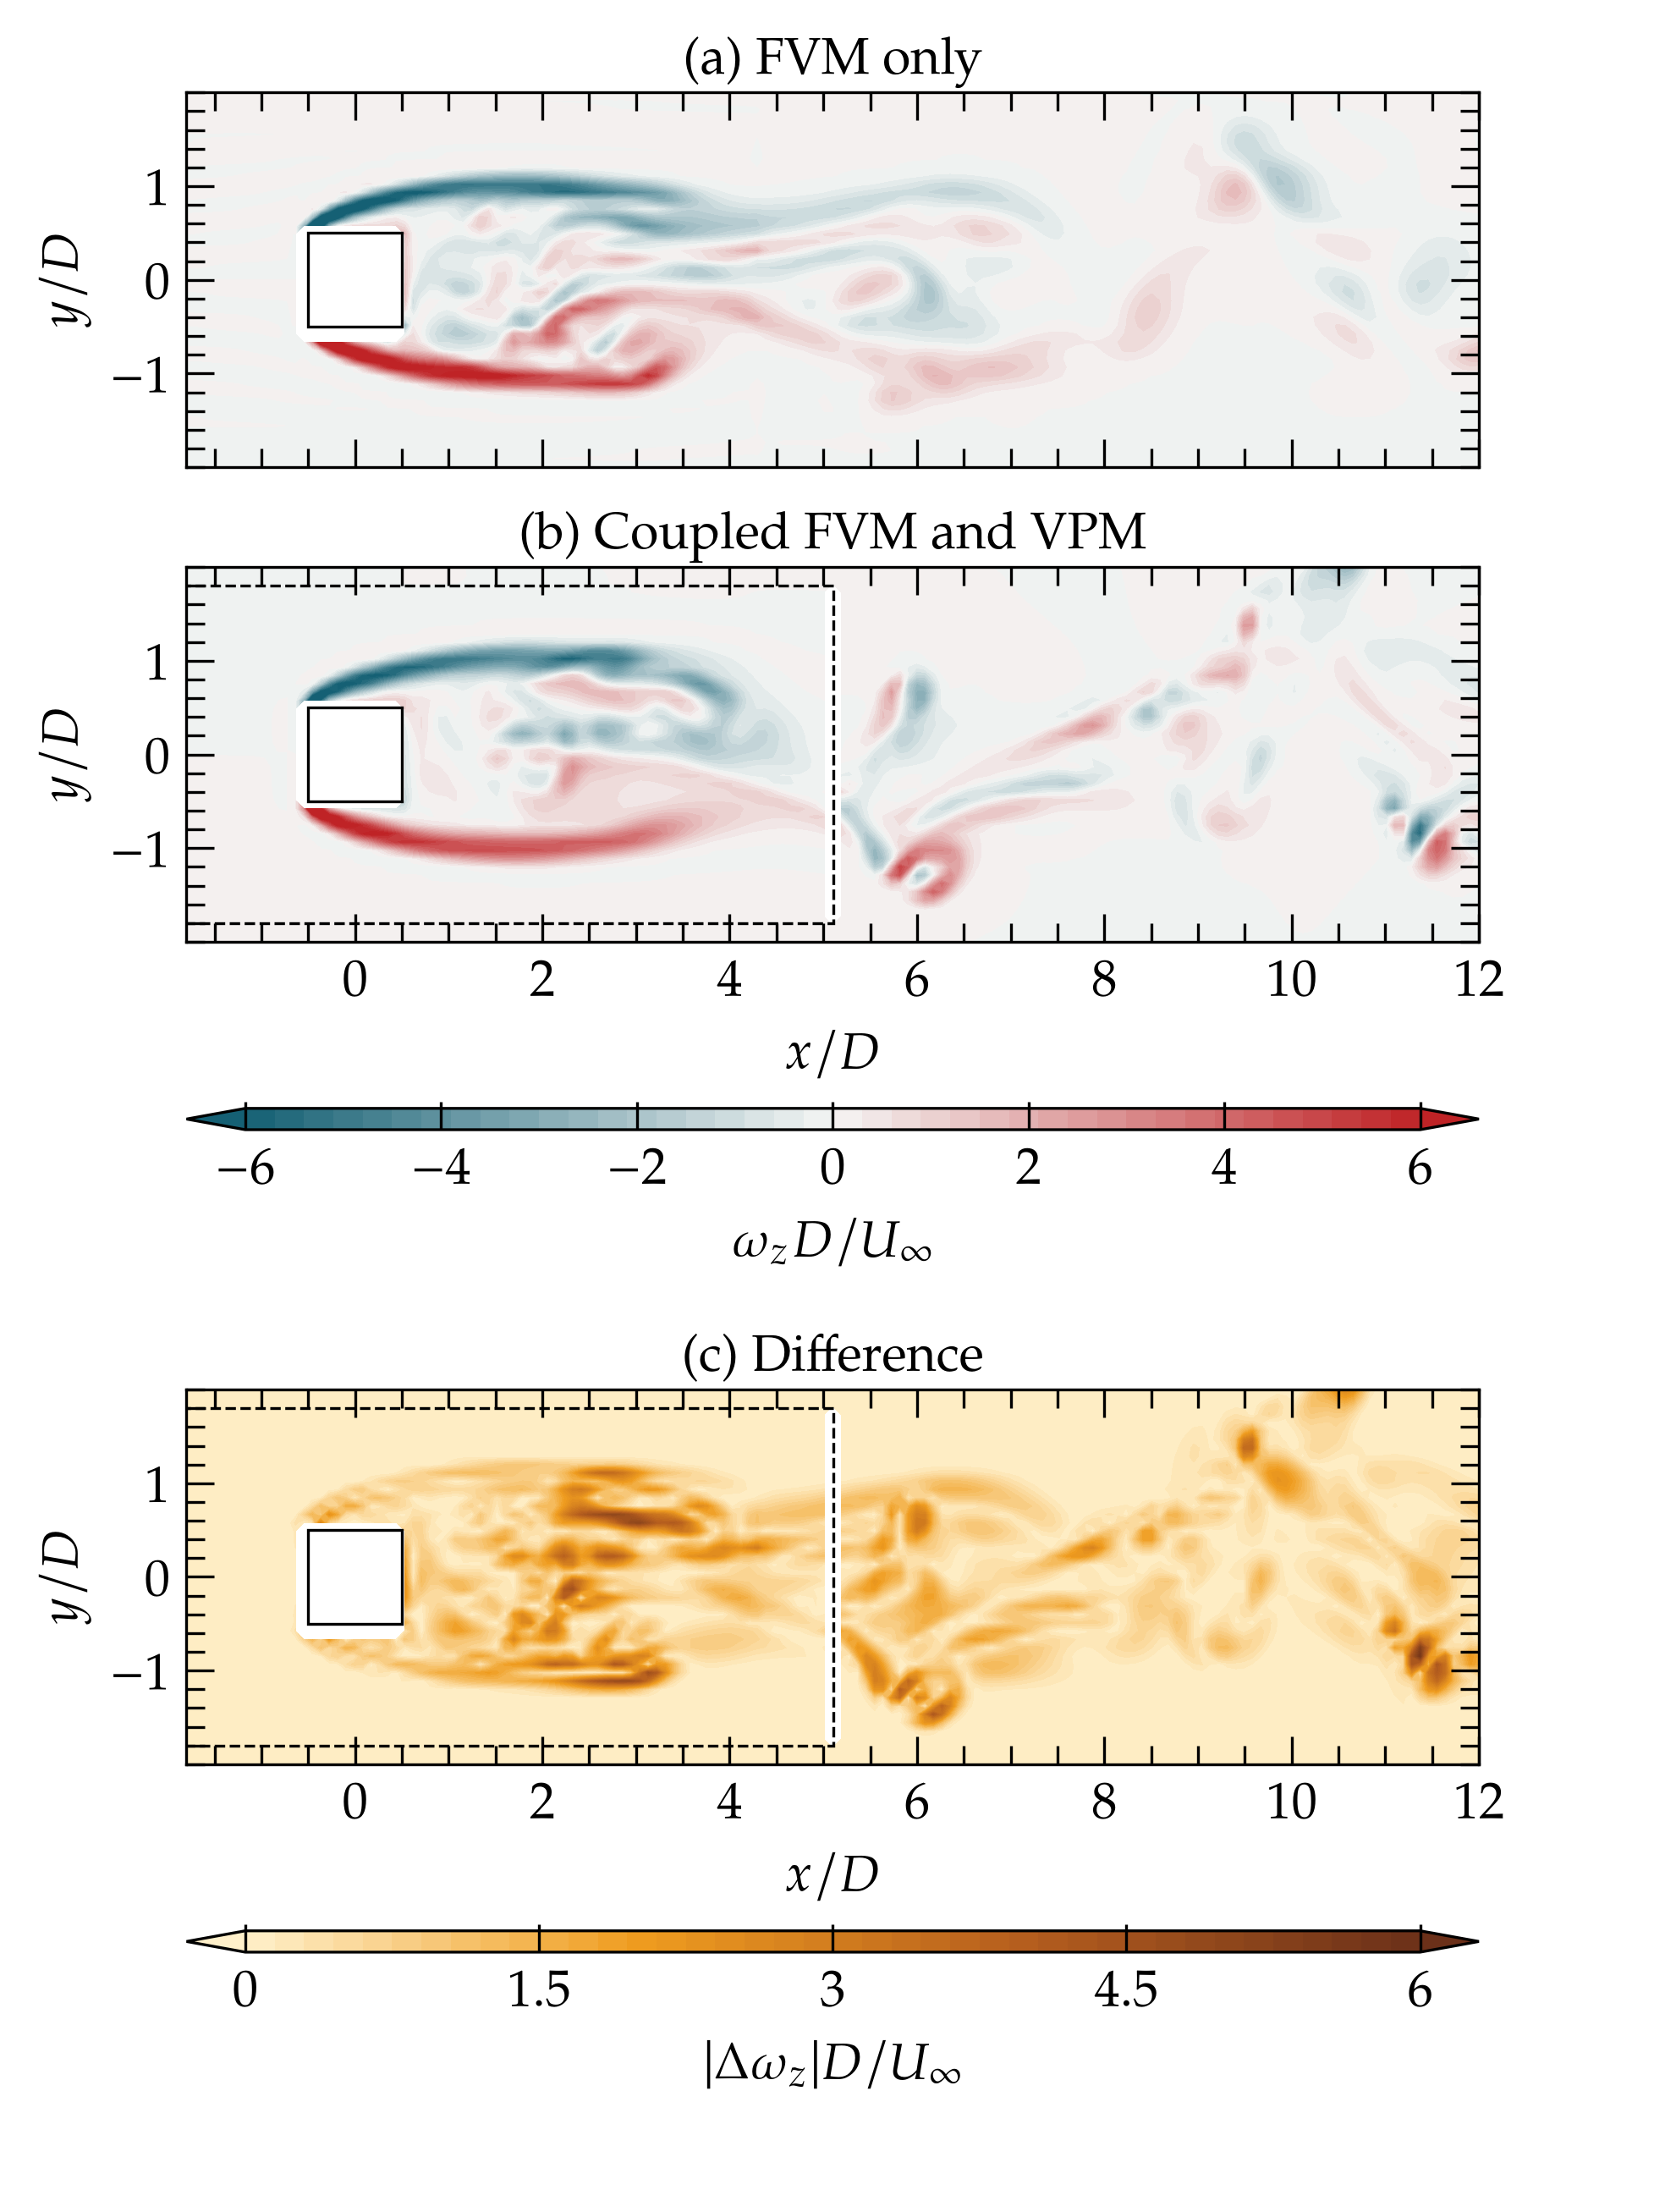 (a) FVM only
1
0
−1
y/D
(b) Coupled FVM and VPM
1
0
−1
y/D
0 2 4 6 8 10 12
x/D
−6 −4 −2 0 2 4 6
ω_z D/U_∞
(c) Difference
1
0
−1
y/D
0 2 4 6 8 10 12
x/D
0 1.5 3 4.5 6
|Δω_z|D/U_∞